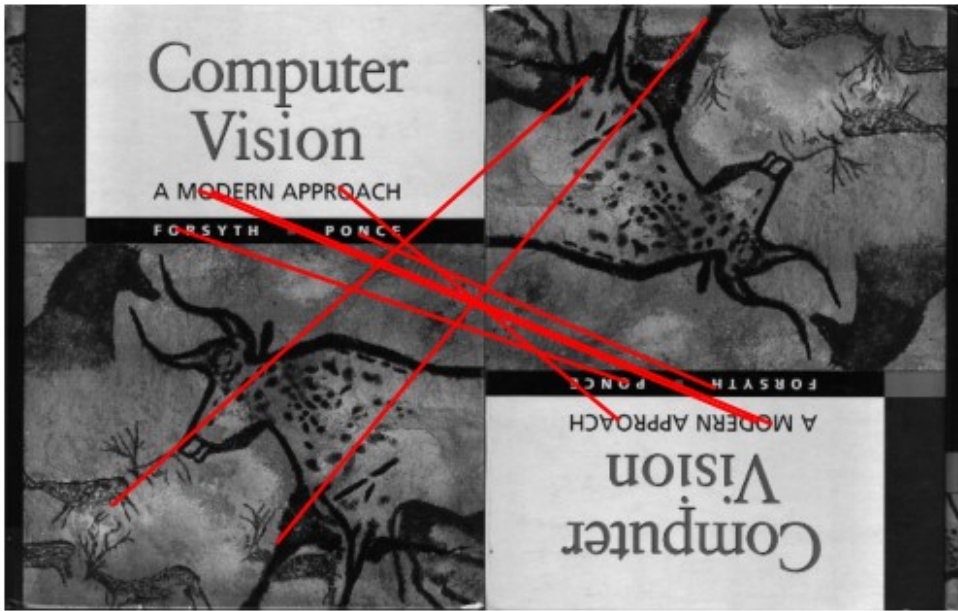 Computer
Vision
A MODERN APPROACH
FORSYTH PONCE
FORSYTH PONCE
A MODERN APPROACH
Vision
Computer